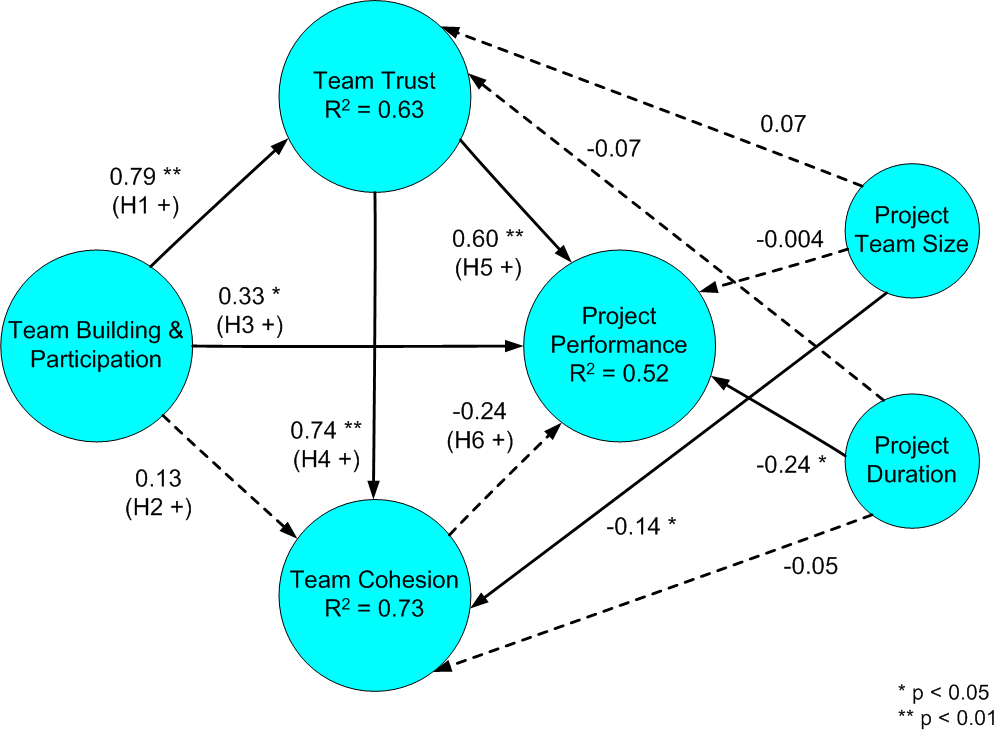 Team Trust
R² = 0.63
0.07
-0.07
0.79 **
(H1 +)
Project
Team Size
0.60 **
(H5 +)
-0.004
Team Building &
Participation
0.33 *
(H3 +)
Project
Performance
R² = 0.52
0.74 **
(H4 +)
-0.24
(H6 +)
Project
Duration
-0.24 *
0.13
(H2 +)
-0.14 *
Team Cohesion
R² = 0.73
-0.05
* p < 0.05
** p < 0.01